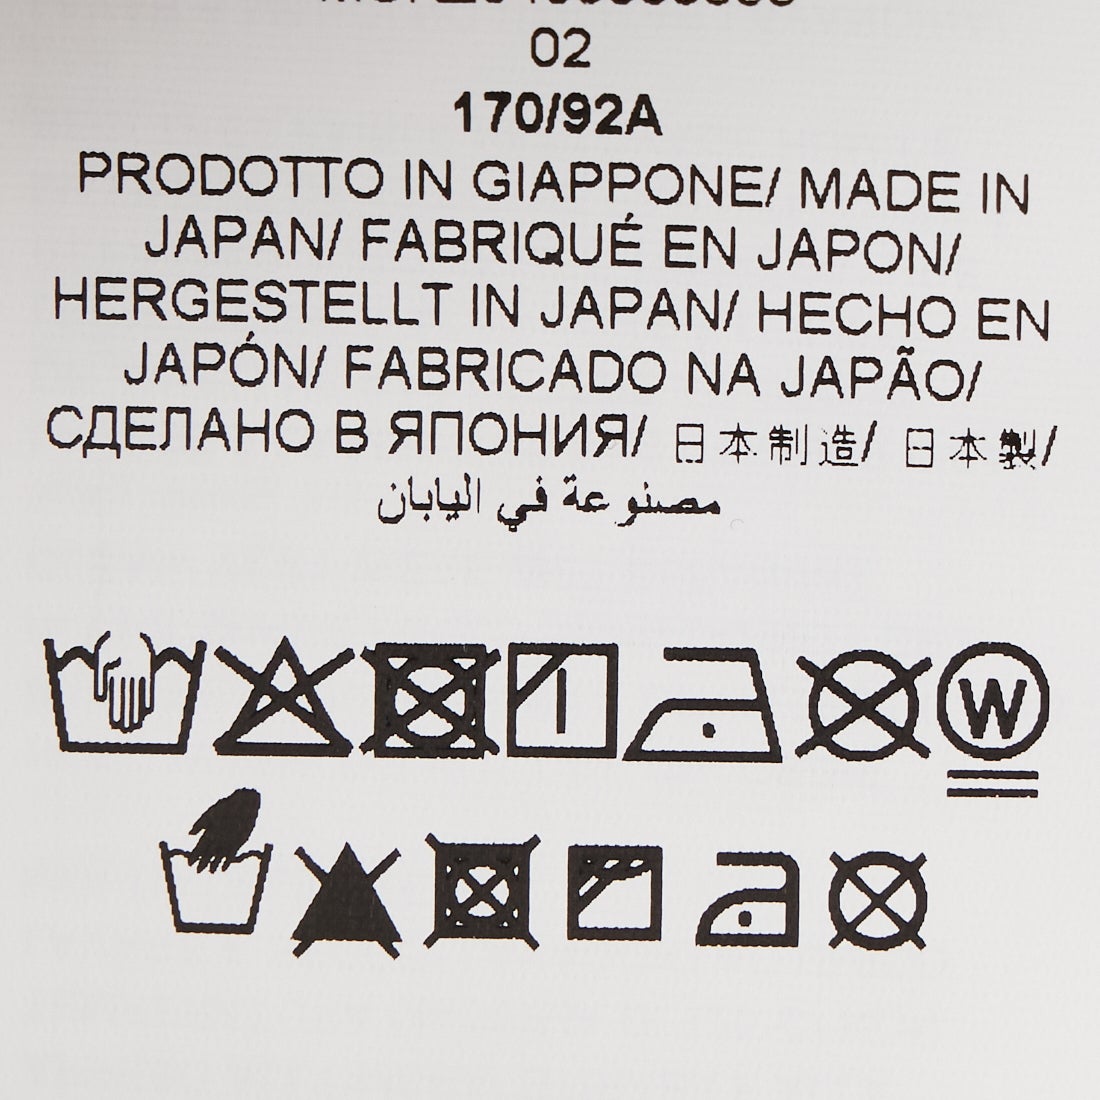 02
170/92A
PRODOTTO IN GIAPPONE/ MADE IN
JAPAN/ FABRIQUÉ EN JAPON/
HERGESTELLT IN JAPAN/ HECHO EN
JAPÓN/ FABRICADO NA JAPÃO/
СДЕЛАНО В ЯПОНИЯ/ 日本制造/ 日本製/
مصنوعة في اليابان
W